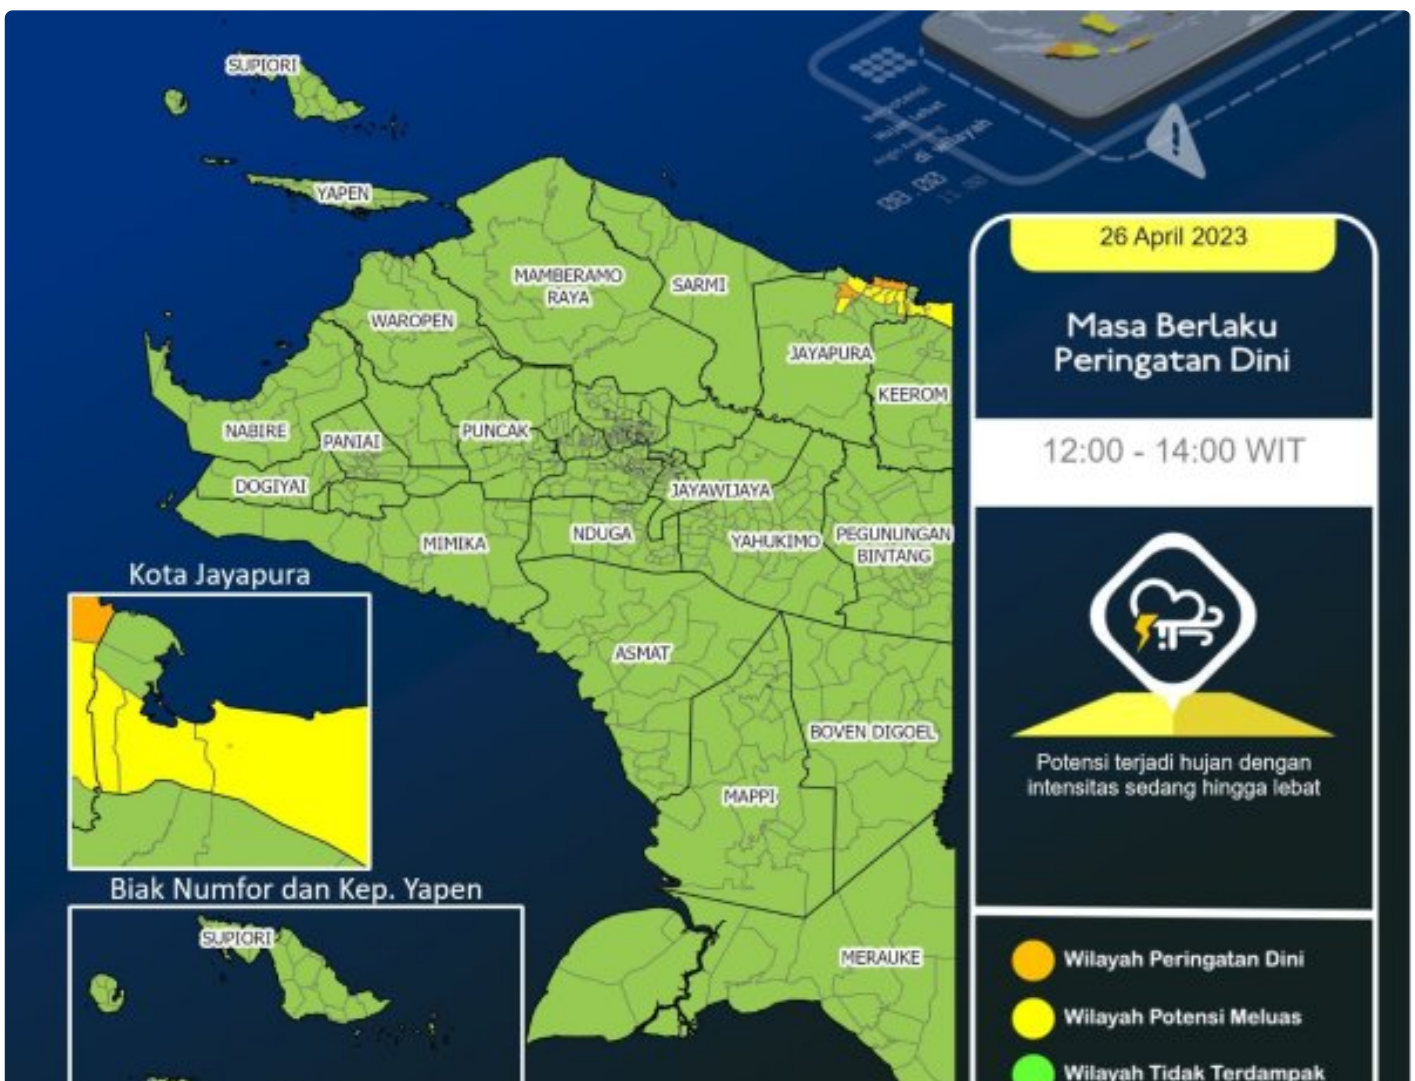 SUPIORI
YAPEN
MAMBERAMO
RAYA
SARMI
WAROPEN
JAYAPURA
KEEROM
NABIRE
PANIAI
PUNCAK
DOGIYAI
JAYAWIJAYA
MIMIKA
NDUGA
YAHUKIMO
PEGUNUNGAN
BINTANG
ASMAT
BOVEN DIGOEL
MAPPI
MERAUKE
Kota Jayapura
Biak Numfor dan Kep. Yapen
SUPIORI
di wilayah
26 April 2023
Masa Berlaku
Peringatan Dini
12:00 - 14:00 WIT
Potensi terjadi hujan dengan
intensitas sedang hingga lebat
Wilayah Peringatan Dini
Wilayah Potensi Meluas
Wilayah Tidak Terdampak